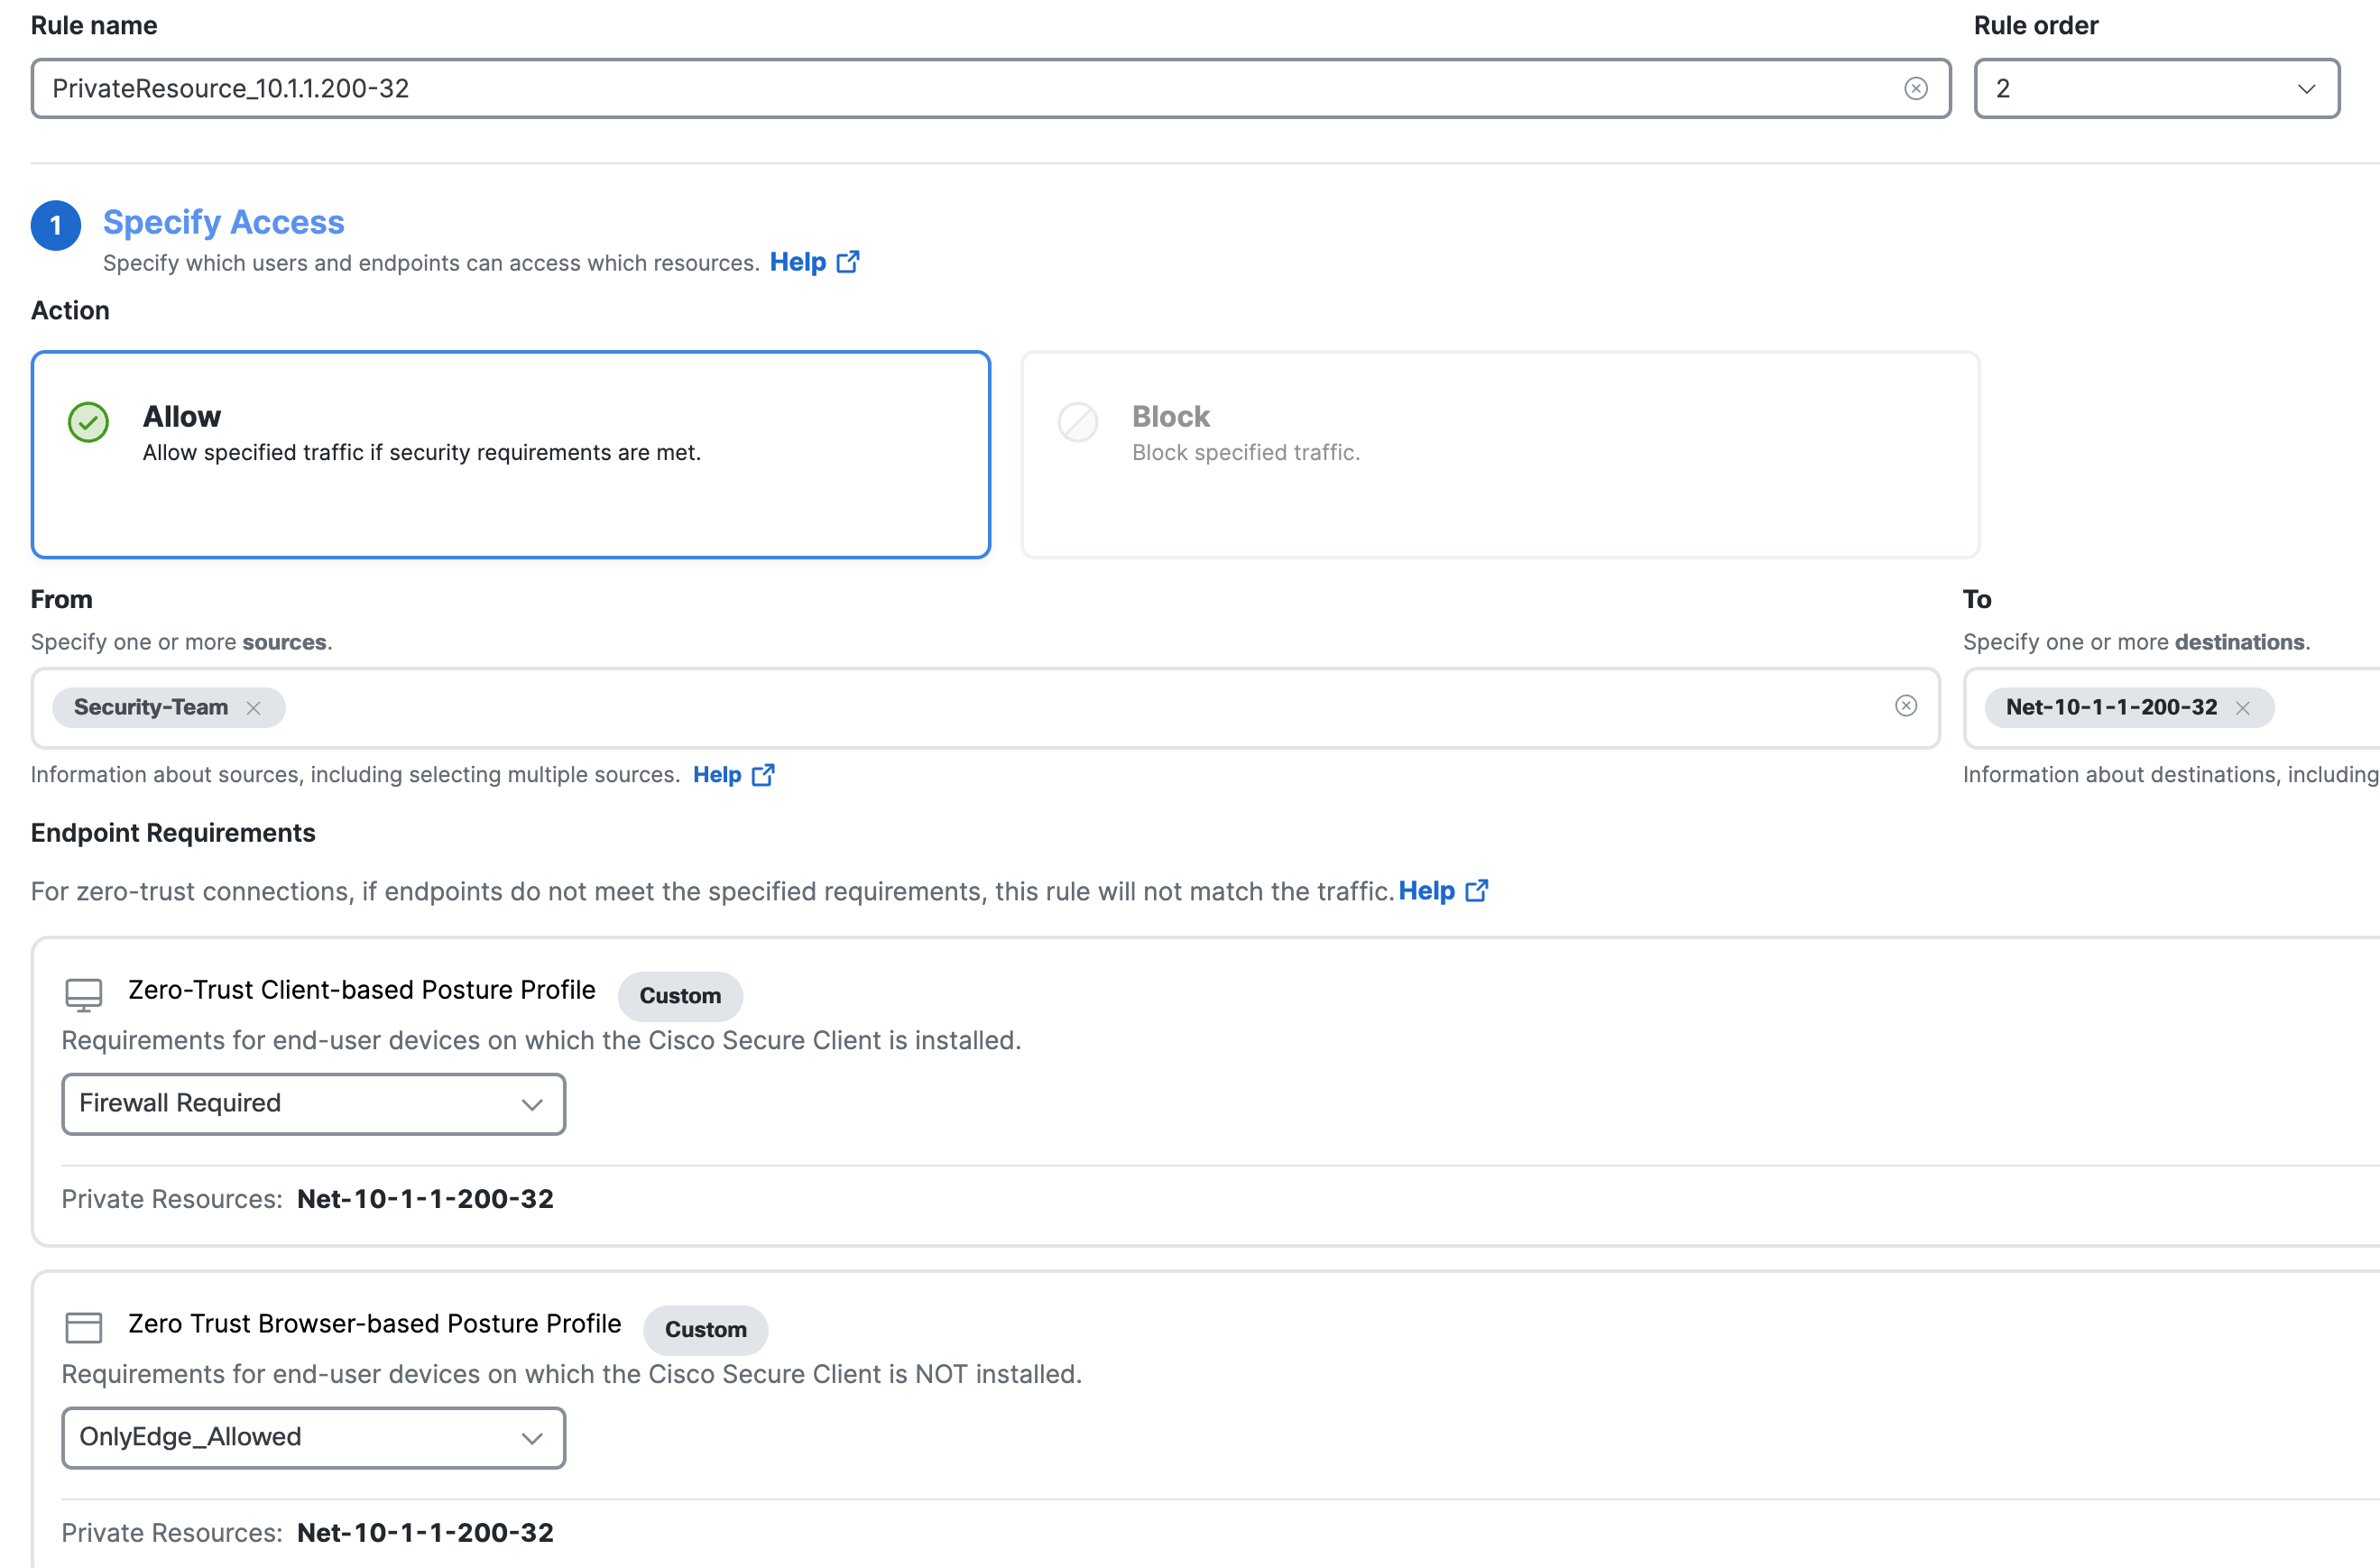 Rule name
Rule order
PrivateResource_10.1.1.200-32
2
1
Specify Access
Specify which users and endpoints can access which resources. Help
Action
Allow
Allow specified traffic if security requirements are met.
Block
Block specified traffic.
From
To
Specify one or more sources.
Specify one or more destinations.
Security-Team
Net-10-1-1-200-32
Information about sources, including selecting multiple sources. Help
Information about destinations, including
Endpoint Requirements
For zero-trust connections, if endpoints do not meet the specified requirements, this rule will not match the traffic. Help
Zero-Trust Client-based Posture Profile Custom
Requirements for end-user devices on which the Cisco Secure Client is installed.
Firewall Required
Private Resources: Net-10-1-1-200-32
Zero Trust Browser-based Posture Profile Custom
Requirements for end-user devices on which the Cisco Secure Client is NOT installed.
OnlyEdge_Allowed
Private Resources: Net-10-1-1-200-32